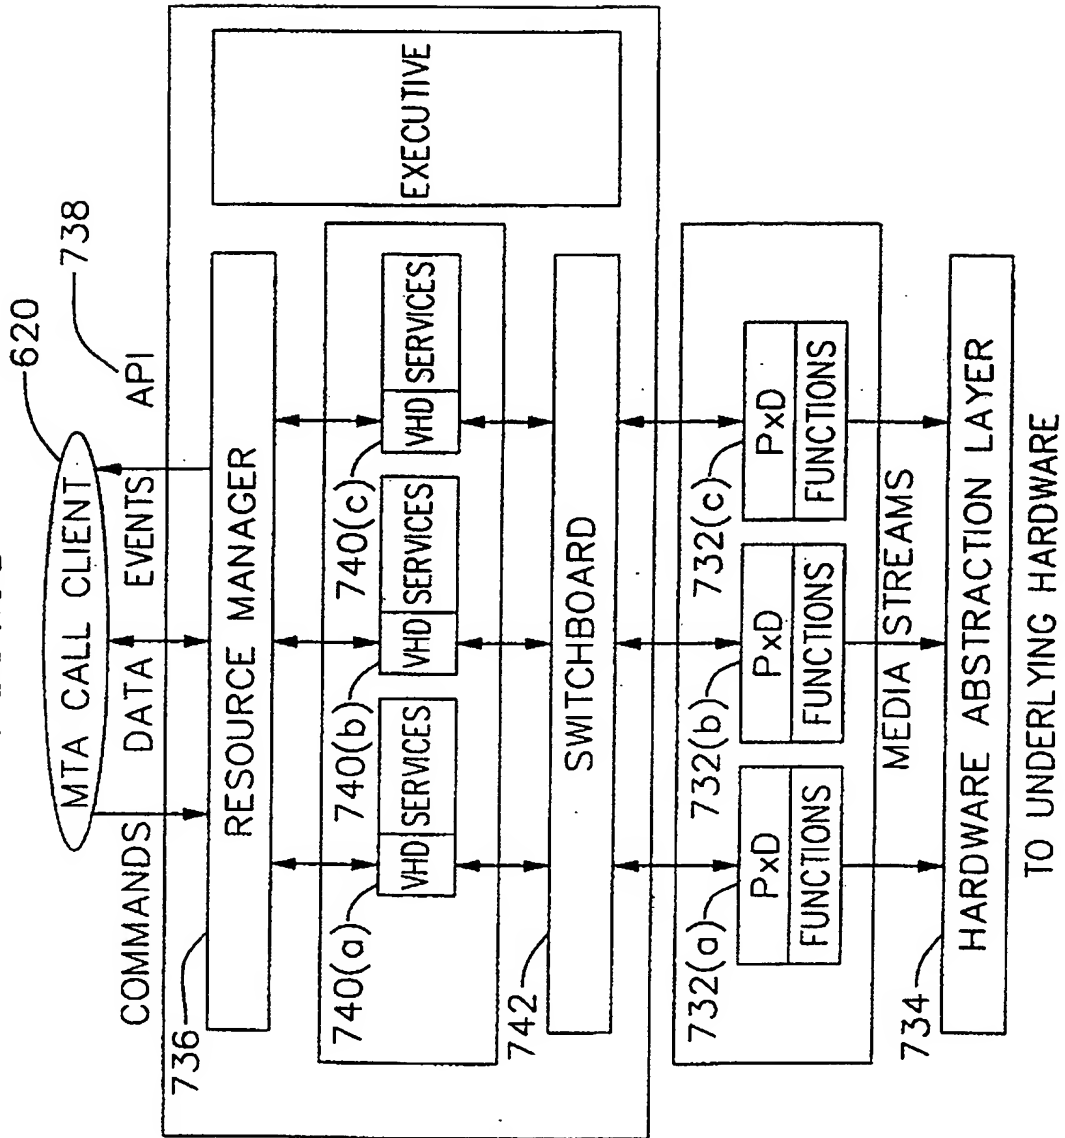 620
738
MTA CALL CLIENT
COMMANDS
DATA
EVENTS
API
736
RESOURCE MANAGER
EXECUTIVE
740(a)
740(b)
740(c)
VHD SERVICES
VHD SERVICES
VHD SERVICES
742
SWITCHBOARD
732(a)
732(b)
732(c)
PxD
FUNCTIONS
PxD
FUNCTIONS
PxD
FUNCTIONS
MEDIA STREAMS
734
HARDWARE ABSTRACTION LAYER
TO UNDERLYING HARDWARE